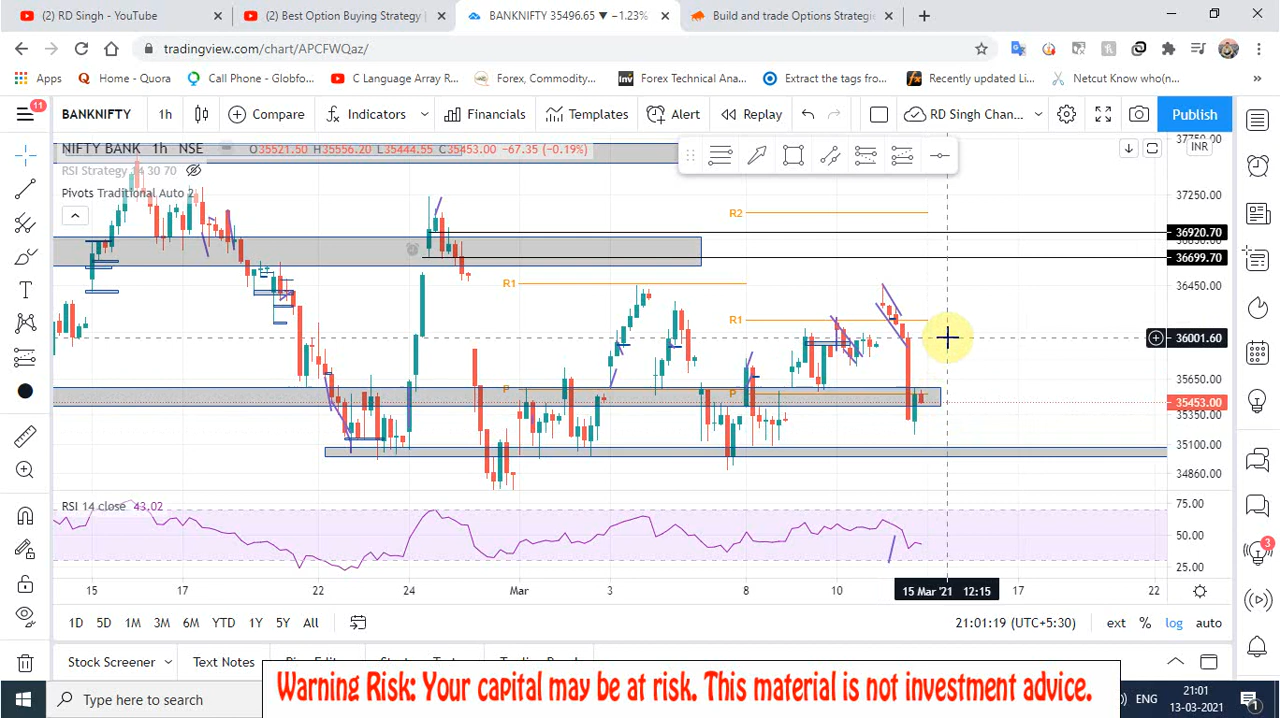 (2) RD Singh - YouTube
(2) Best Option Buying Strategy
BANKNIFTY 35496.65 ▼ −1.23%
Build and trade Options Strategi
tradingview.com/chart/APCFWQaz/
Apps
Home - Quora
Call Phone - Globfo...
C Language Array R...
Forex, Commodity...
Forex Technical Ana...
Extract the tags from...
Recently updated Li...
Netcut Know who(n...
»
11
BANKNIFTY
1h
Compare
Indicators
Financials
Templates
Alert
Replay
RD Singh Chan...
Publish
NIFTY BANK 1h NSE
O35521.50 H35556.20 L35444.55 C35453.00 −67.35 (−0.19%)
INR
RSI Strategy 14 30 70
Pivots Traditional Auto 2
37250.00
R2
36920.70
36699.70
R1
36450.00
R1
36001.60
35650.00
P
P
35453.00
35350.00
35100.00
34860.00
RSI 14 close 43.02
75.00
50.00
25.00
15
22
24
Mar
3
8
10
15 Mar '21 12:15
17
22
3
1D 5D 1M 3M 6M YTD 1Y 5Y All
21:01:19 (UTC+5:30)
ext % log auto
Stock Screener
Text Notes
Warning Risk: Your capital may be at risk. This material is not investment advice.
Type here to search
ENG
21:01
13-03-2021
1